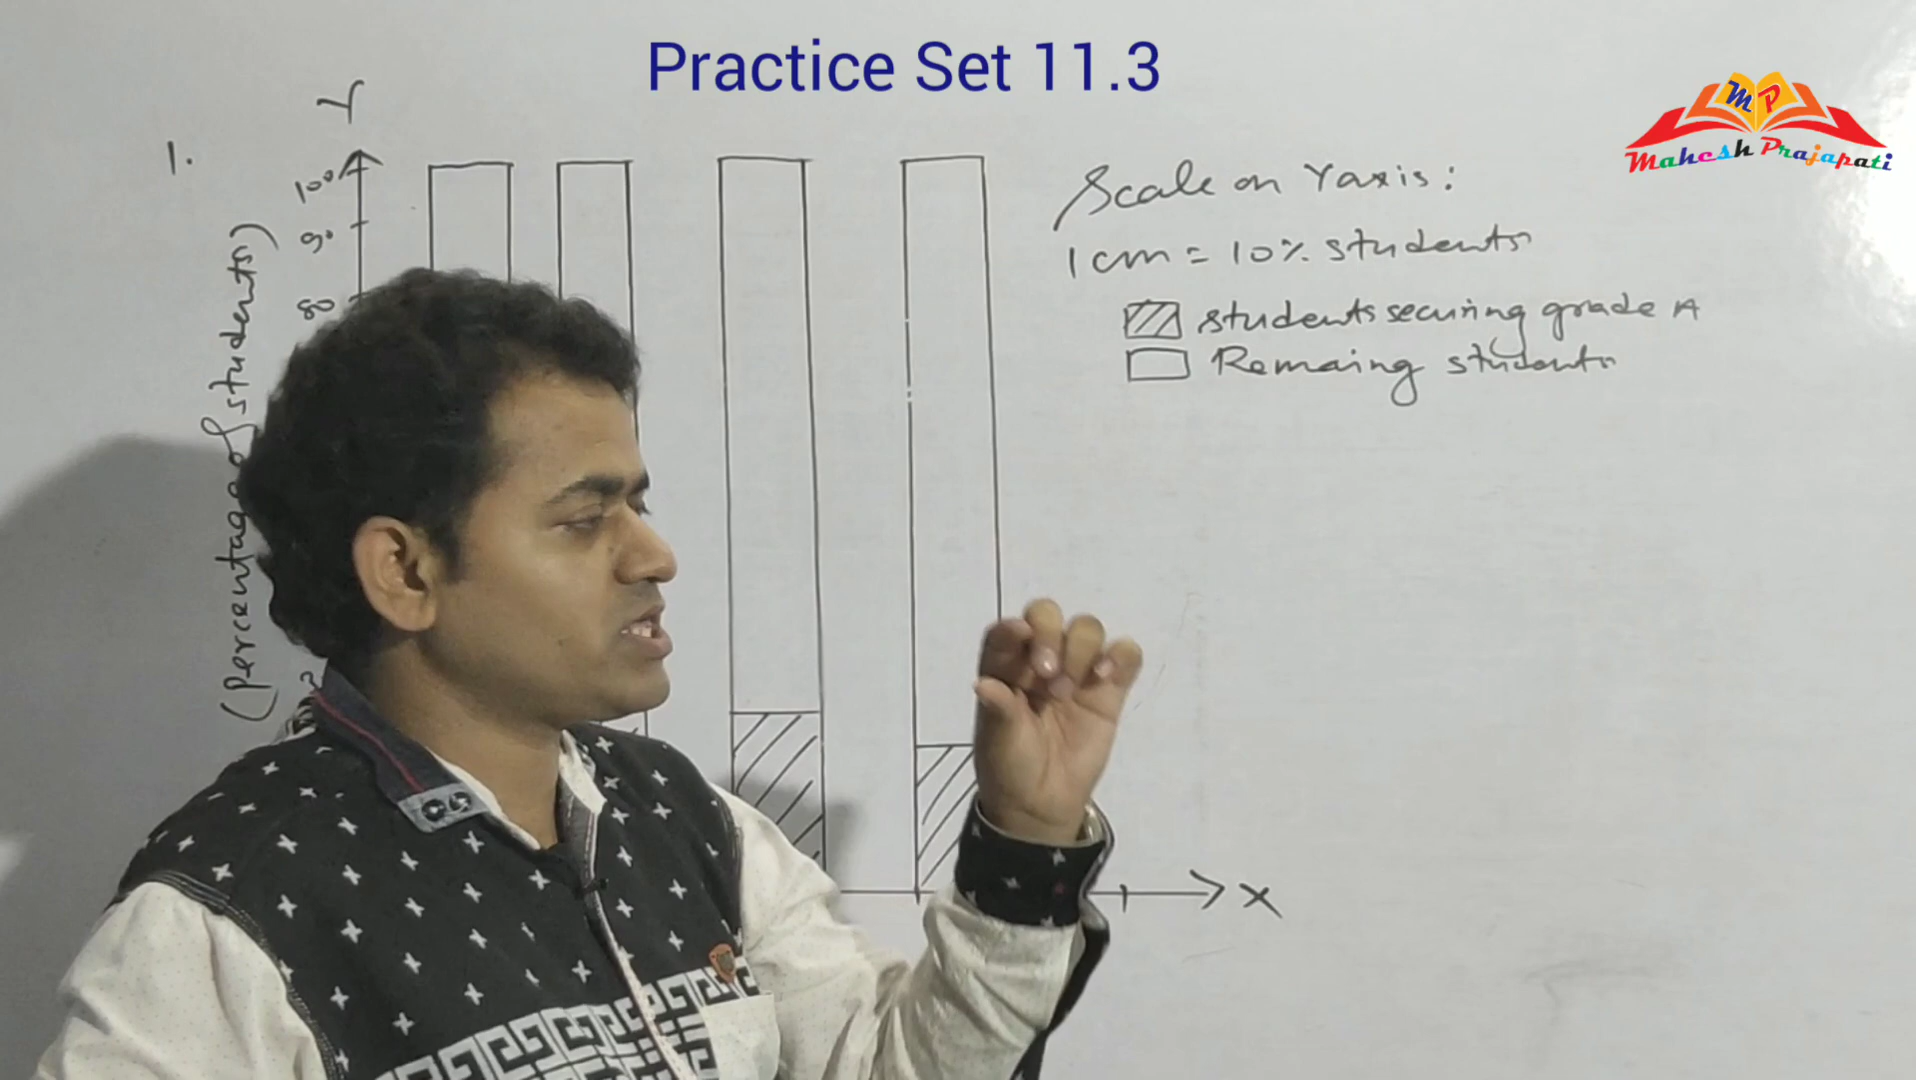 Practice Set 11.3
MP
Mahesh Prajapati
1.
Y
100
90
80
(percentage of students)
Scale on Y axis:
1 cm = 10% students
students securing grade A
Remaing students
X